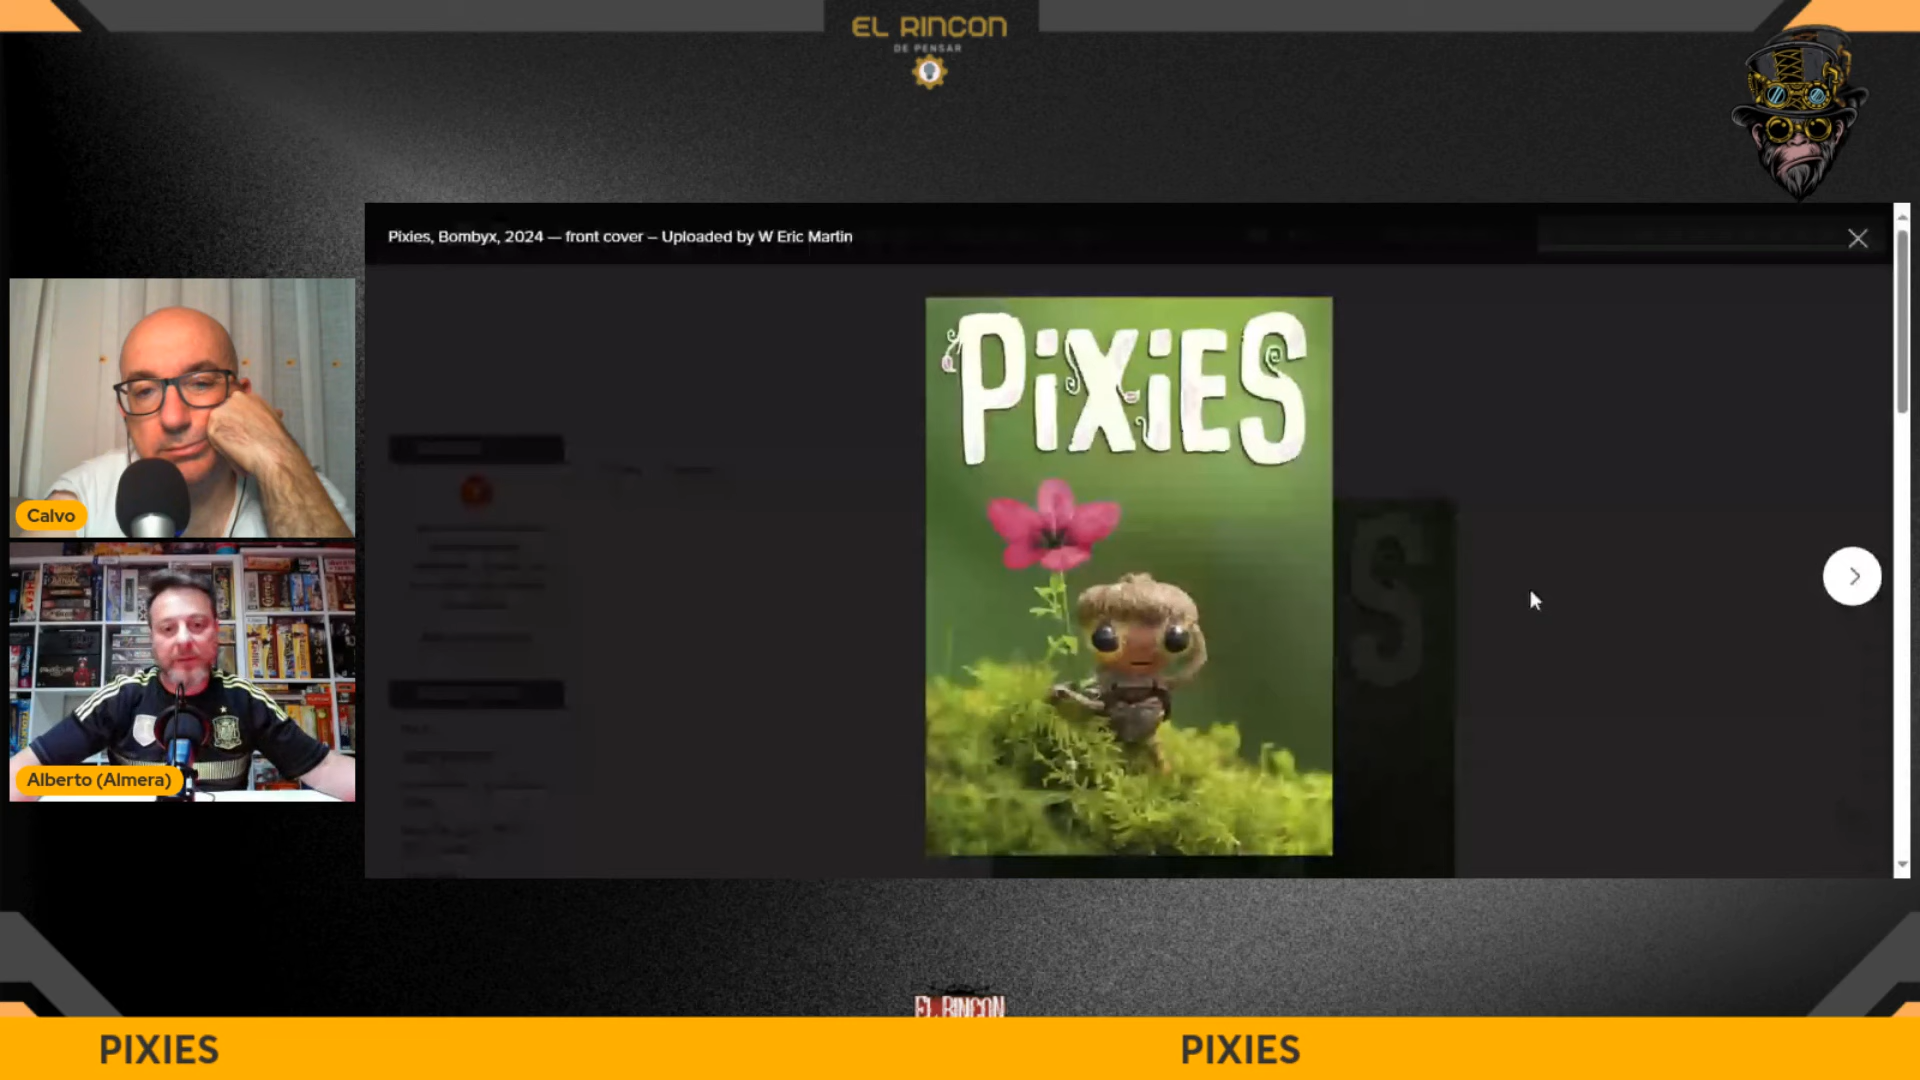 EL RINCON
DE PENSAR
Pixies, Bombyx, 2024 — front cover – Uploaded by W Eric Martin
PiXiES
Calvo
HEAT
Alberto (Almera)
EL RINCON
PIXIES
PIXIES